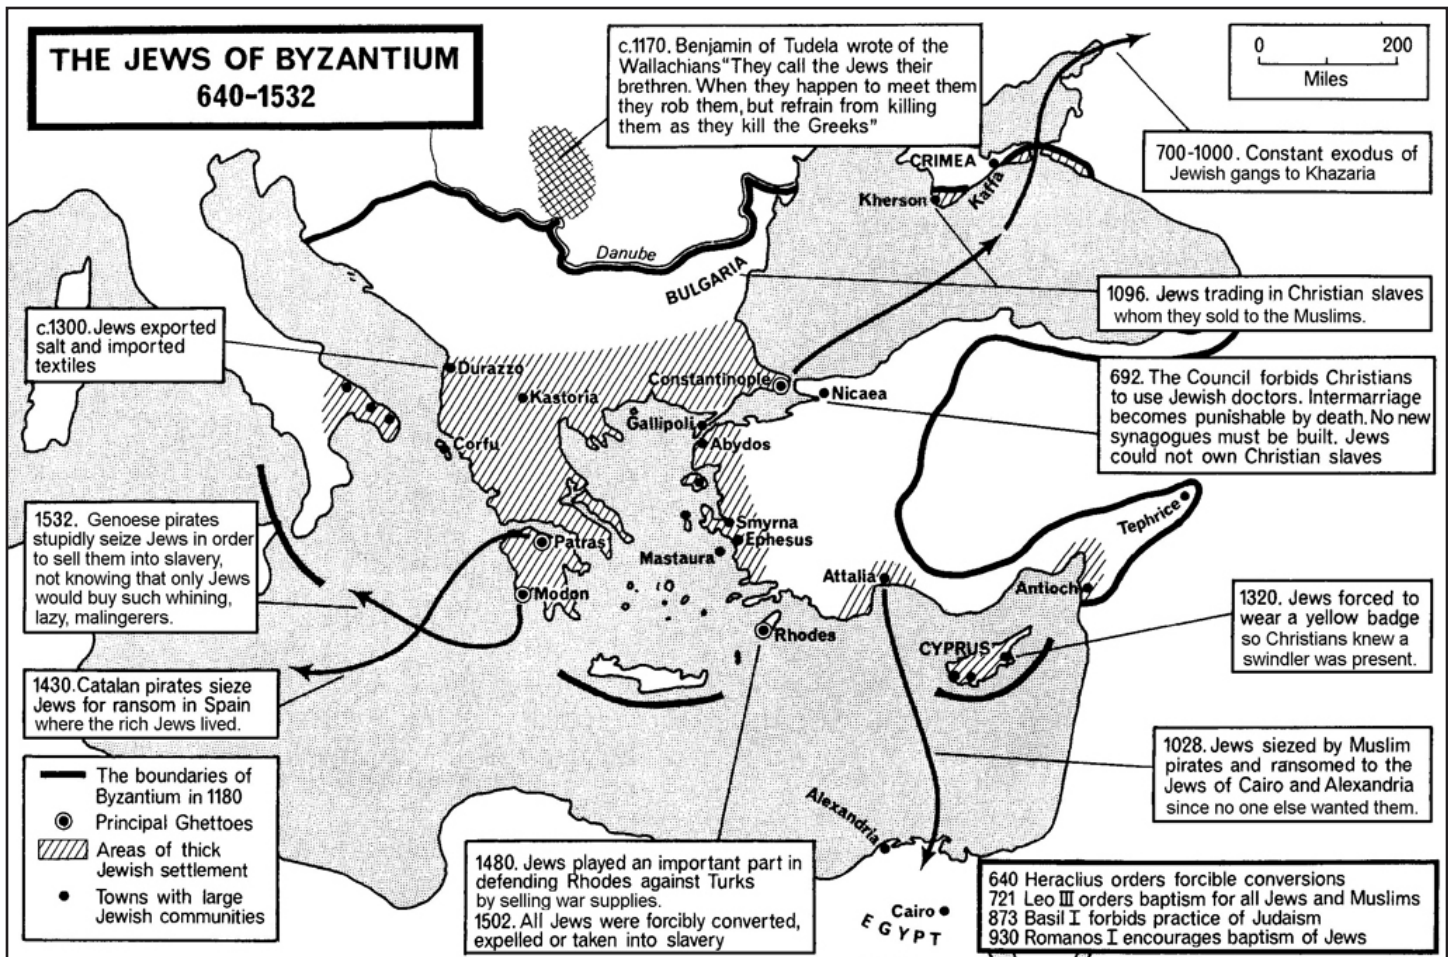 THE JEWS OF BYZANTIUM
640-1532
c.1170. Benjamin of Tudela wrote of the
Wallachians "They call the Jews their
brethren. When they happen to meet them
they rob them, but refrain from killing
them as they kill the Greeks"
0 200
Miles
700-1000. Constant exodus of
Jewish gangs to Khazaria
CRIMEA
Kaffa
Kherson
Danube
BULGARIA
1096. Jews trading in Christian slaves
whom they sold to the Muslims.
c.1300. Jews exported
salt and imported
textiles
Durazzo
Constantinople
Kastoria
Nicaea
Gallipoli
Abydos
Corfu
692. The Council forbids Christians
to use Jewish doctors. Intermarriage
becomes punishable by death. No new
synagogues must be built. Jews
could not own Christian slaves
1532. Genoese pirates
stupidly seize Jews in order
to sell them into slavery,
not knowing that only Jews
would buy such whining,
lazy, malingerers.
Tephrice
Smyrna
Ephesus
Patras
Mastaura
Attalia
Antioch
Modon
Rhodes
CYPRUS
1320. Jews forced to
wear a yellow badge
so Christians knew a
swindler was present.
1430. Catalan pirates sieze
Jews for ransom in Spain
where the rich Jews lived.
1028. Jews siezed by Muslim
pirates and ransomed to the
Jews of Cairo and Alexandria
since no one else wanted them.
The boundaries of
Byzantium in 1180
Principal Ghettoes
Areas of thick
Jewish settlement
Towns with large
Jewish communities
Alexandria
1480. Jews played an important part in
defending Rhodes against Turks
by selling war supplies.
1502. All Jews were forcibly converted,
expelled or taken into slavery
Cairo
EGYPT
640 Heraclius orders forcible conversions
721 Leo III orders baptism for all Jews and Muslims
873 Basil I forbids practice of Judaism
930 Romanos I encourages baptism of Jews